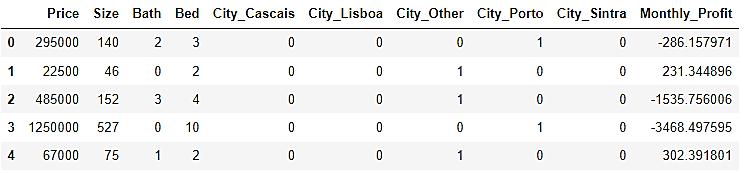 Price Size Bath Bed City_Cascais City_Lisboa City_Other City_Porto City_Sintra Monthly_Profit
0 295000 140 2 3 0 0 0 1 0 -286.157971
1 22500 46 0 2 0 0 1 0 0 231.344896
2 485000 152 3 4 0 0 1 0 0 -1535.756006
3 1250000 527 0 10 0 0 0 1 0 -3468.497595
4 67000 75 1 2 0 0 1 0 0 302.391801